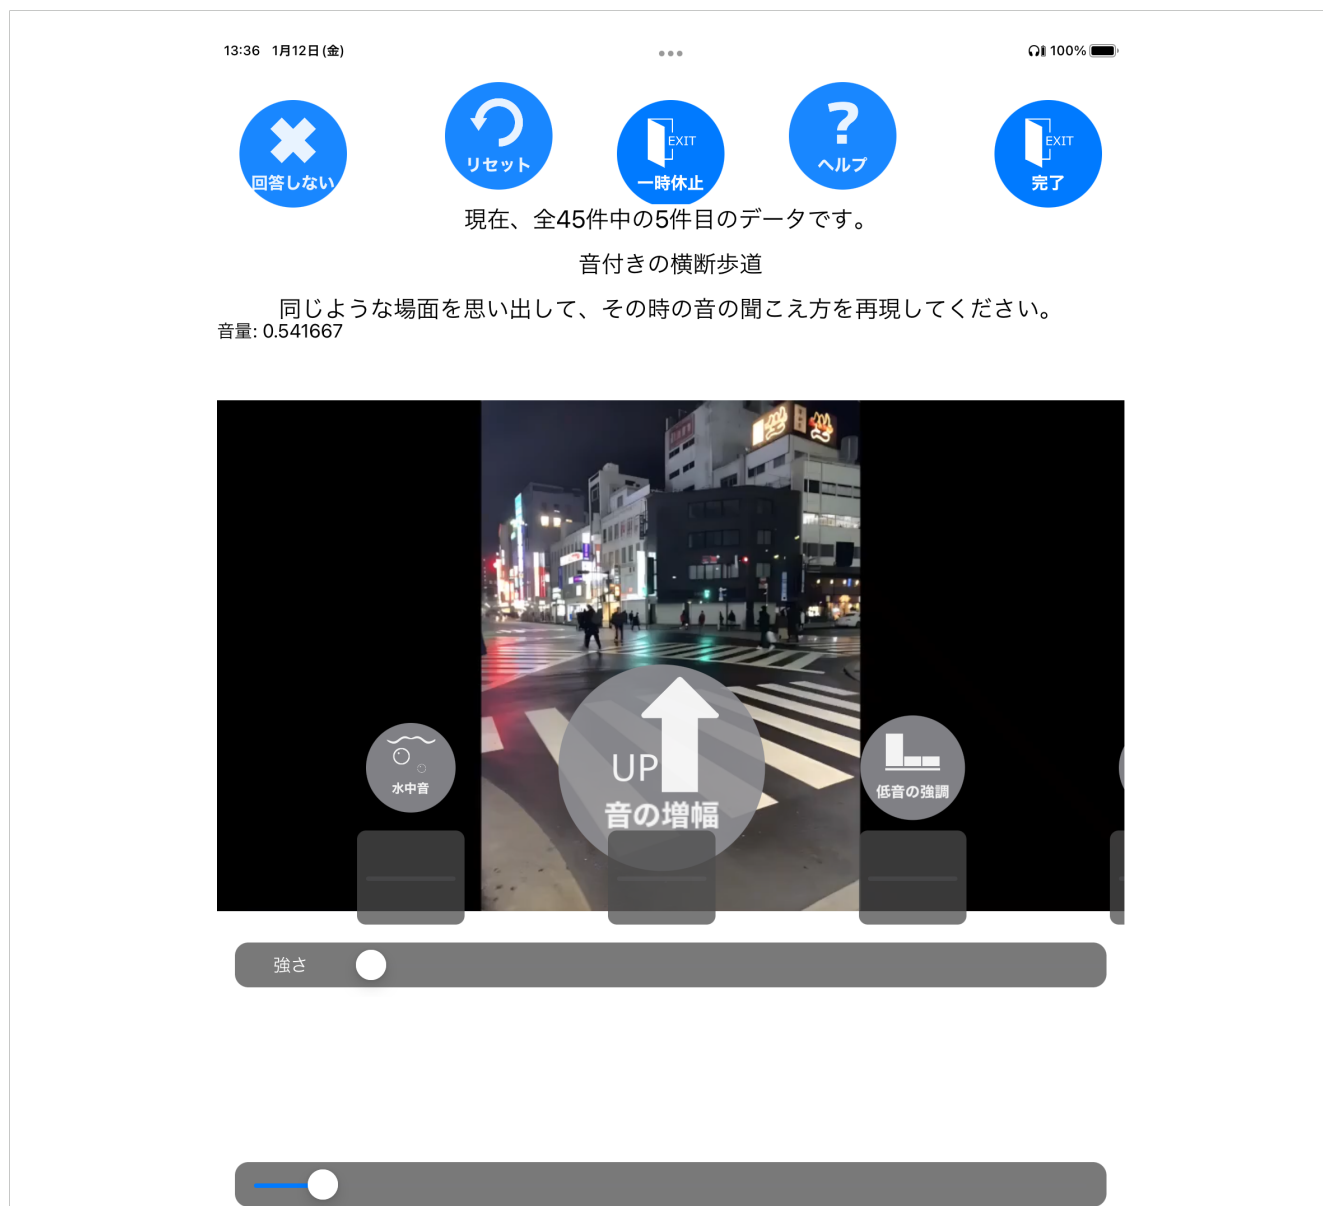 13:36 1月12日(金)
100%
回答しない
リセット
EXIT
一時休止
?
ヘルプ
EXIT
完了
現在、全45件中の5件目のデータです。
音付きの横断歩道
同じような場面を思い出して、その時の音の聞こえ方を再現してください。
音量: 0.541667
水中音
UP
音の増幅
低音の強調
強さ